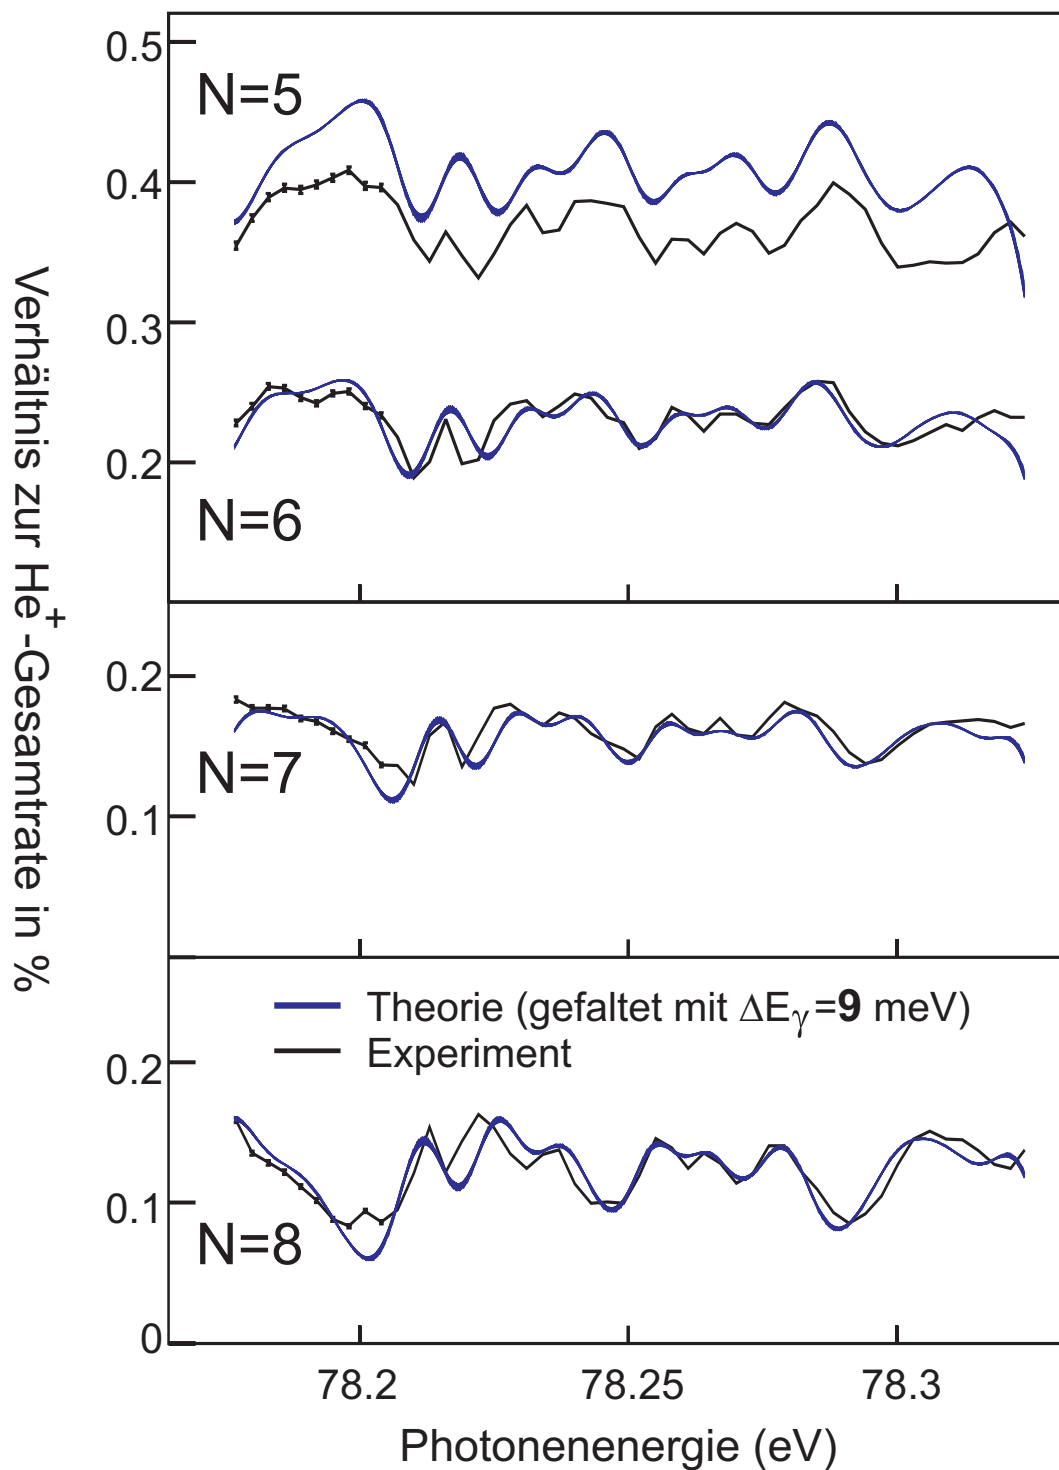 0.5
N=5
0.4
0.3
0.2
N=6
Verhältnis zur He+-Gesamtrate in %
0.2
N=7
0.1
Theorie (gefaltet mit ΔEγ=9 meV)
Experiment
0.2
0.1
N=8
0
78.2 78.25 78.3
Photonenenergie (eV)